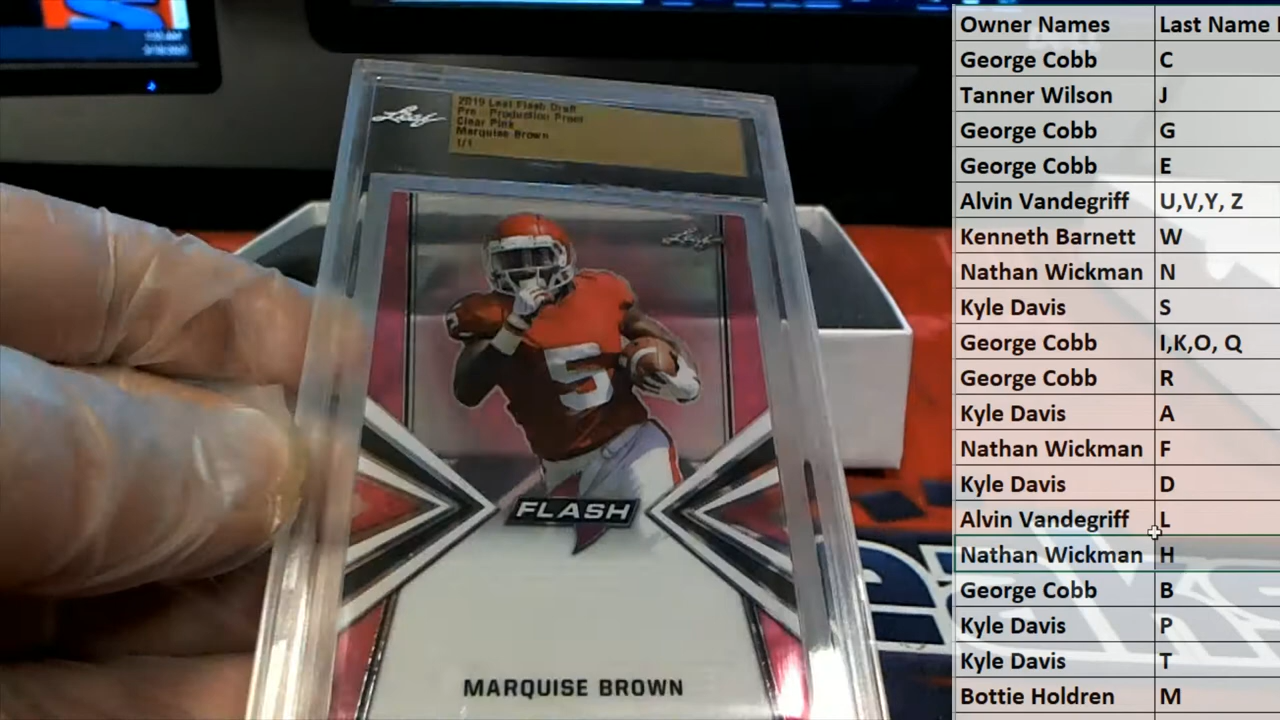 2019 Leaf Flash Draft
Pre - Production Proof
Clear Pink
Marquise Brown
1/1
Leaf
Leaf
5
FLASH
MARQUISE BROWN
Owner Names Last Name
George Cobb C
Tanner Wilson J
George Cobb G
George Cobb E
Alvin Vandegriff U,V,Y, Z
Kenneth Barnett W
Nathan Wickman N
Kyle Davis S
George Cobb I,K,O, Q
George Cobb R
Kyle Davis A
Nathan Wickman F
Kyle Davis D
Alvin Vandegriff L
Nathan Wickman H
George Cobb B
Kyle Davis P
Kyle Davis T
Bottie Holdren M